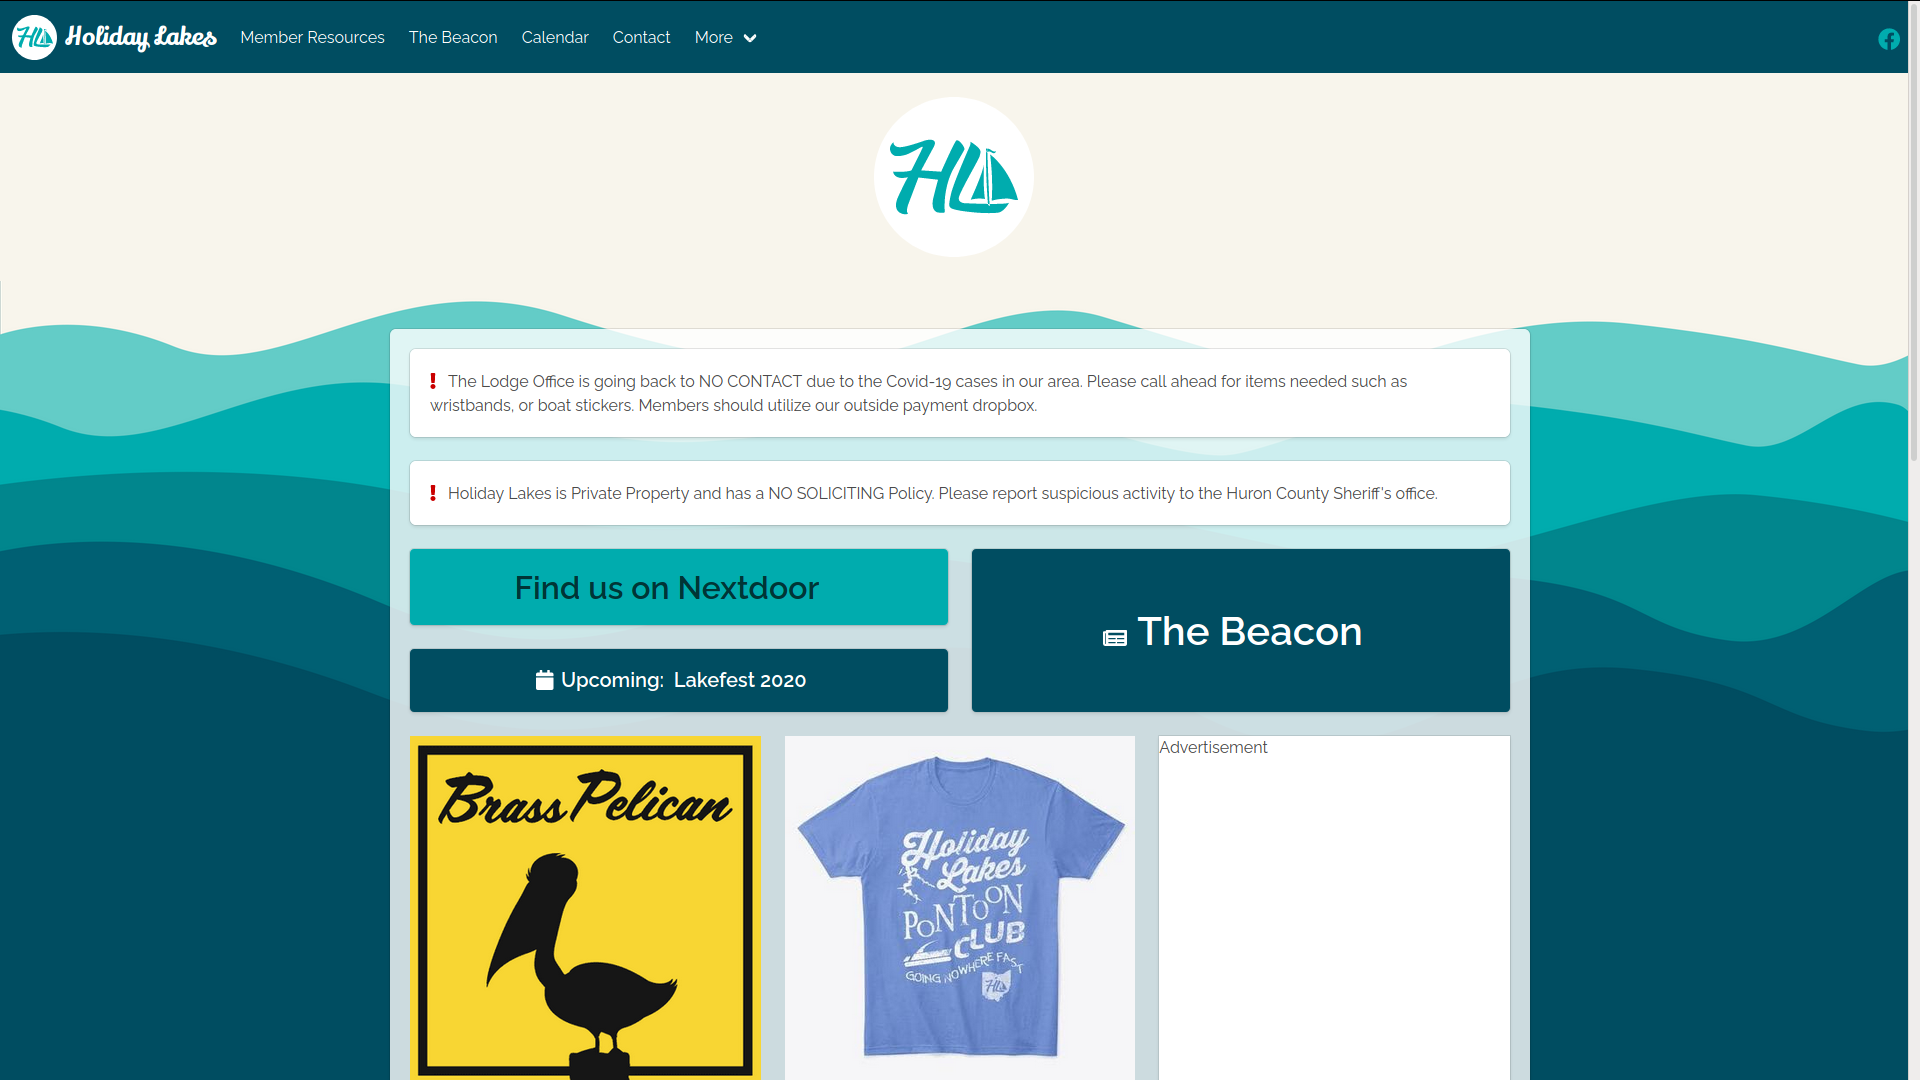 HL Holiday Lakes Member Resources The Beacon Calendar Contact More
HL
The Lodge Office is going back to NO CONTACT due to the Covid-19 cases in our area. Please call ahead for items needed such as
wristbands, or boat stickers. Members should utilize our outside payment dropbox.
Holiday Lakes is Private Property and has a NO SOLICITING Policy. Please report suspicious activity to the Huron County Sheriff's office.
Find us on Nextdoor
The Beacon
Upcoming: Lakefest 2020
Brass Pelican
Holiday
Lakes
PONTOON
CLUB
GOING NOWHERE FAST
HL
Advertisement